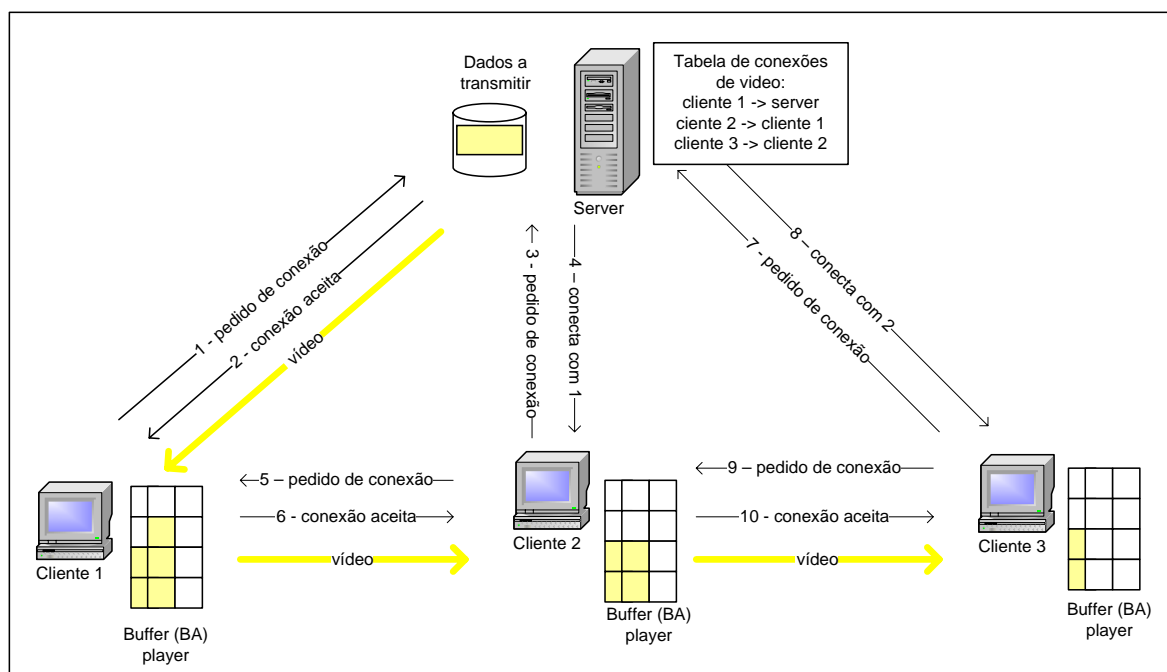 Dados a
transmitir
Server
Tabela de conexões
de video:
cliente 1 -> server
ciente 2 -> cliente 1
cliente 3 -> cliente 2
1 - pedido de conexão
2 - conexão aceita
vídeo
3 - pedido de conexão
4 – conecta com 1
7 - pedido de conexão
8 – conecta com 2
5 – pedido de conexão
6 - conexão aceita
vídeo
9 – pedido de conexão
10 - conexão aceita
vídeo
Cliente 1
Buffer (BA)
player
Cliente 2
Buffer (BA)
player
Cliente 3
Buffer (BA)
player